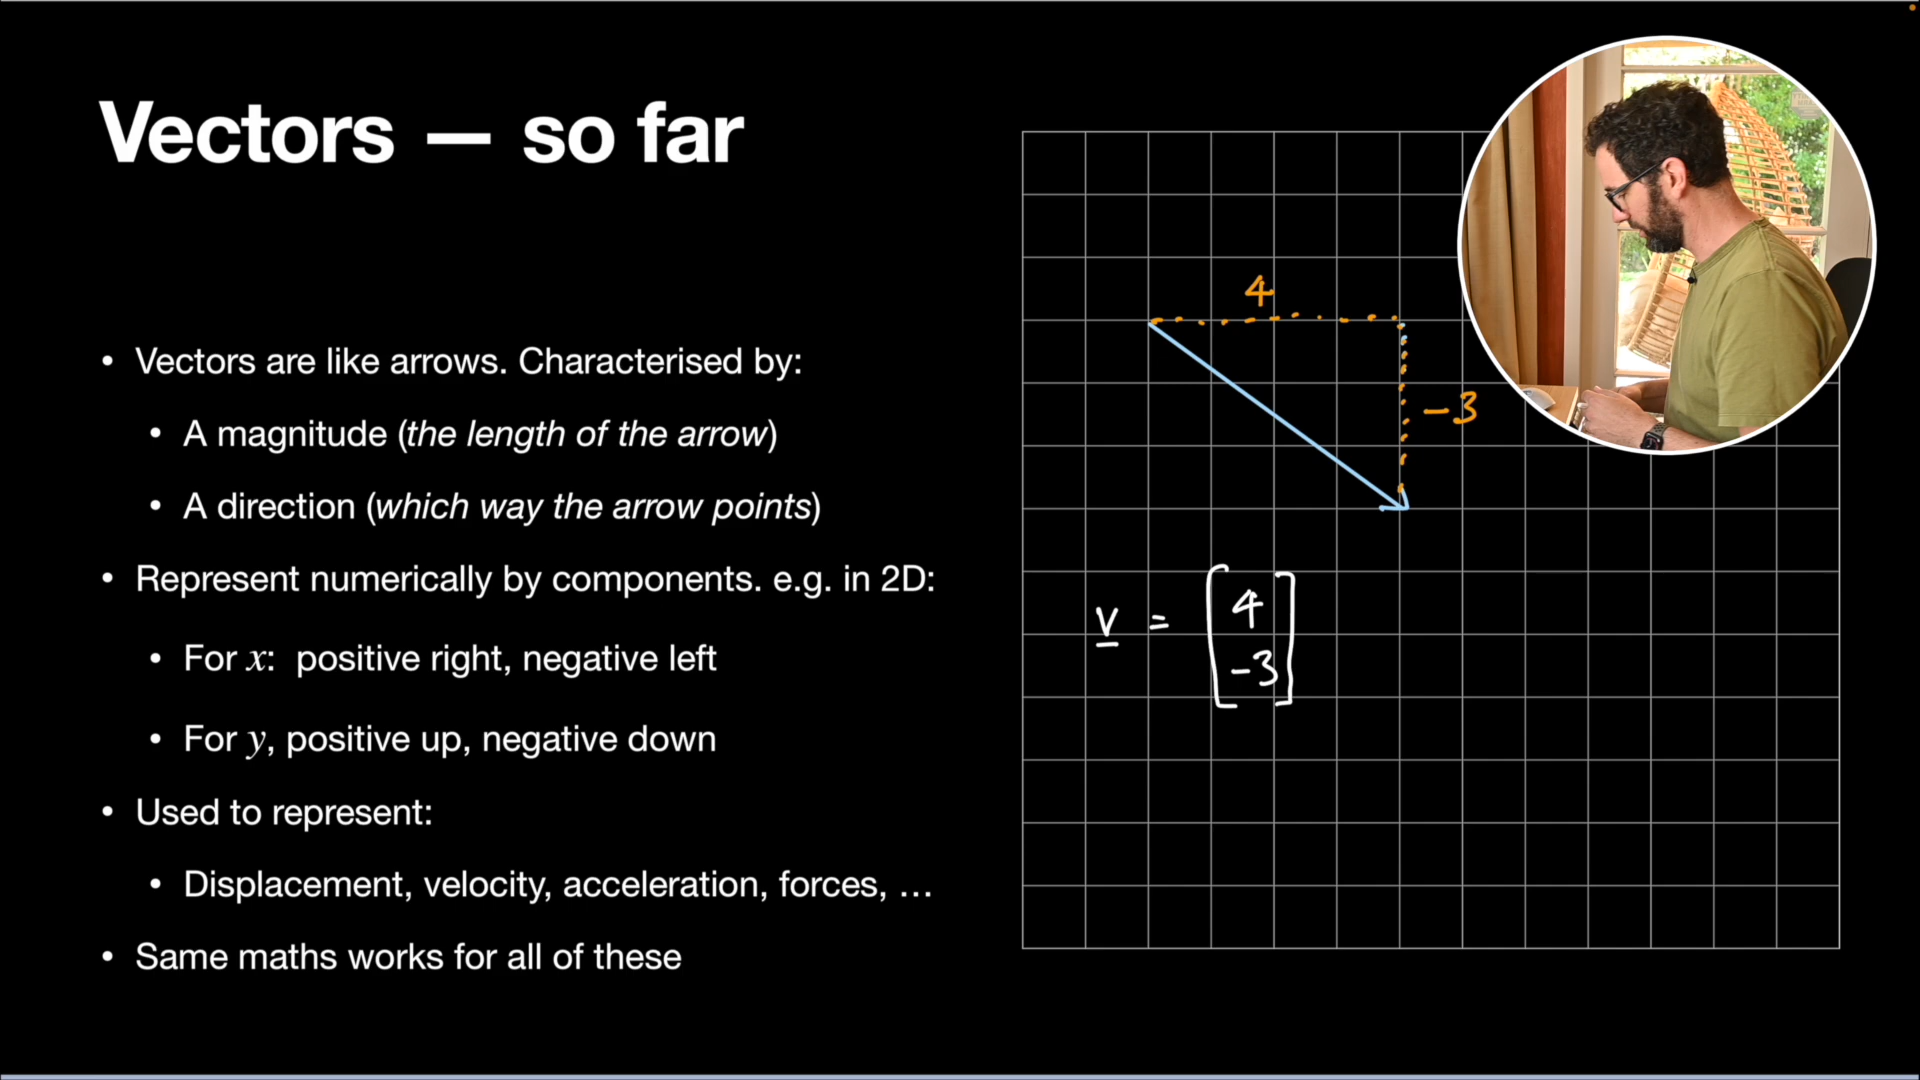 Vectors — so far
• Vectors are like arrows. Characterised by:
• A magnitude (the length of the arrow)
• A direction (which way the arrow points)
• Represent numerically by components. e.g. in 2D:
• For x: positive right, negative left
• For y, positive up, negative down
• Used to represent:
• Displacement, velocity, acceleration, forces, …
• Same maths works for all of these
4
-3
v = [4
-3]